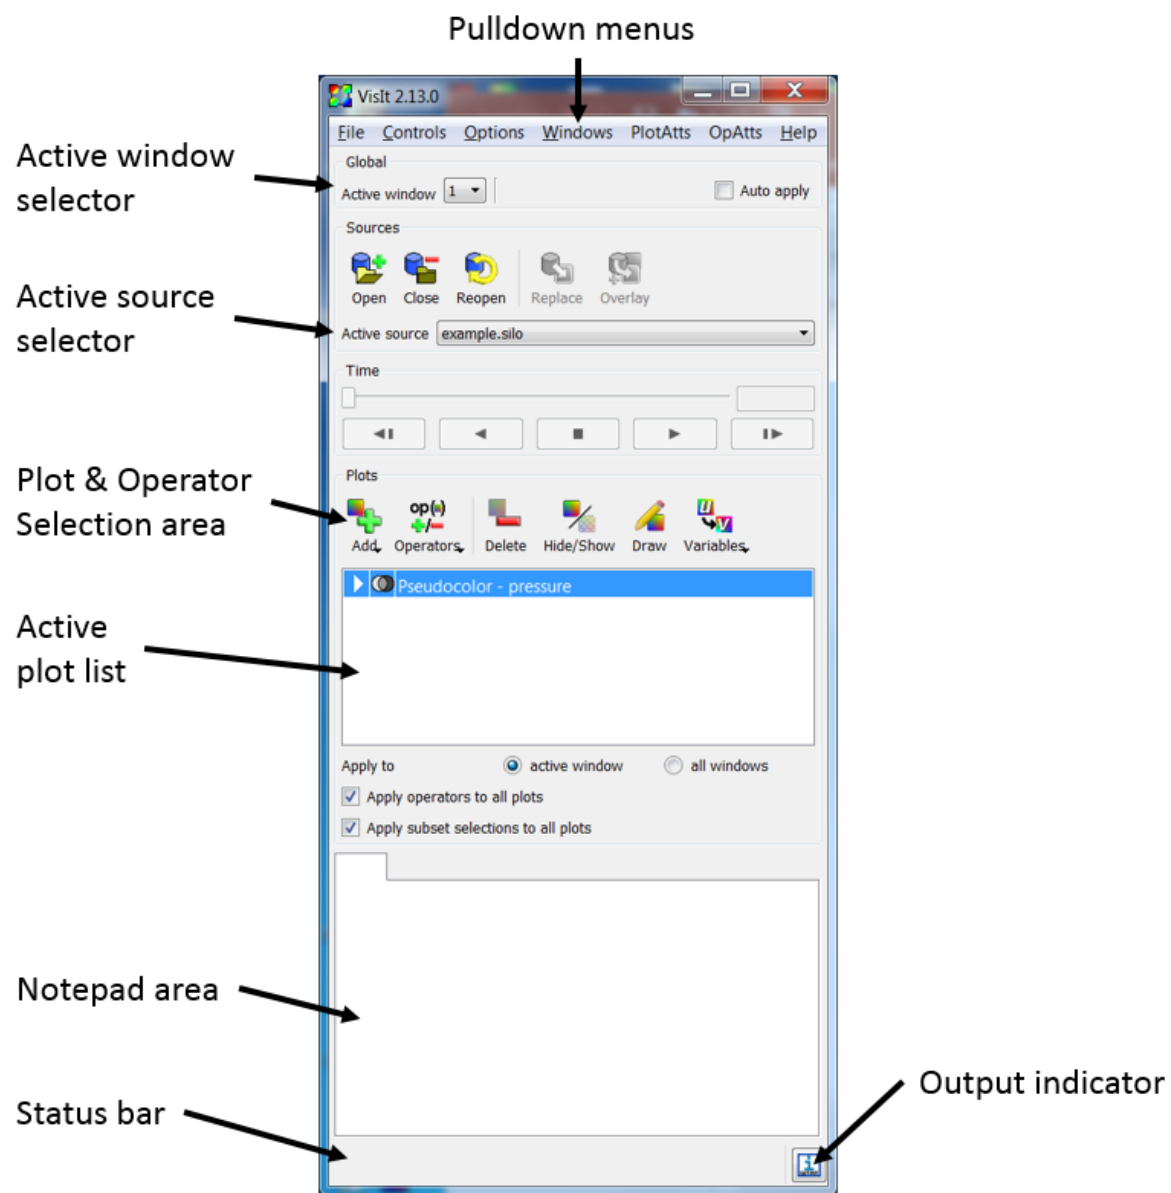 Pulldown menus
VisIt 2.13.0
File Controls Options Windows PlotAtts OpAtts Help
Active window
selector
Global
Active window 1 Auto apply
Sources
Open Close Reopen Replace Overlay
Active source
selector
Active source example.silo
Time
Plot & Operator
Selection area
Plots
op(u)
+/-
u
v
Add Operators Delete Hide/Show Draw Variables
Pseudocolor - pressure
Active
plot list
Apply to active window all windows
Apply operators to all plots
Apply subset selections to all plots
Notepad area
Output indicator
Status bar